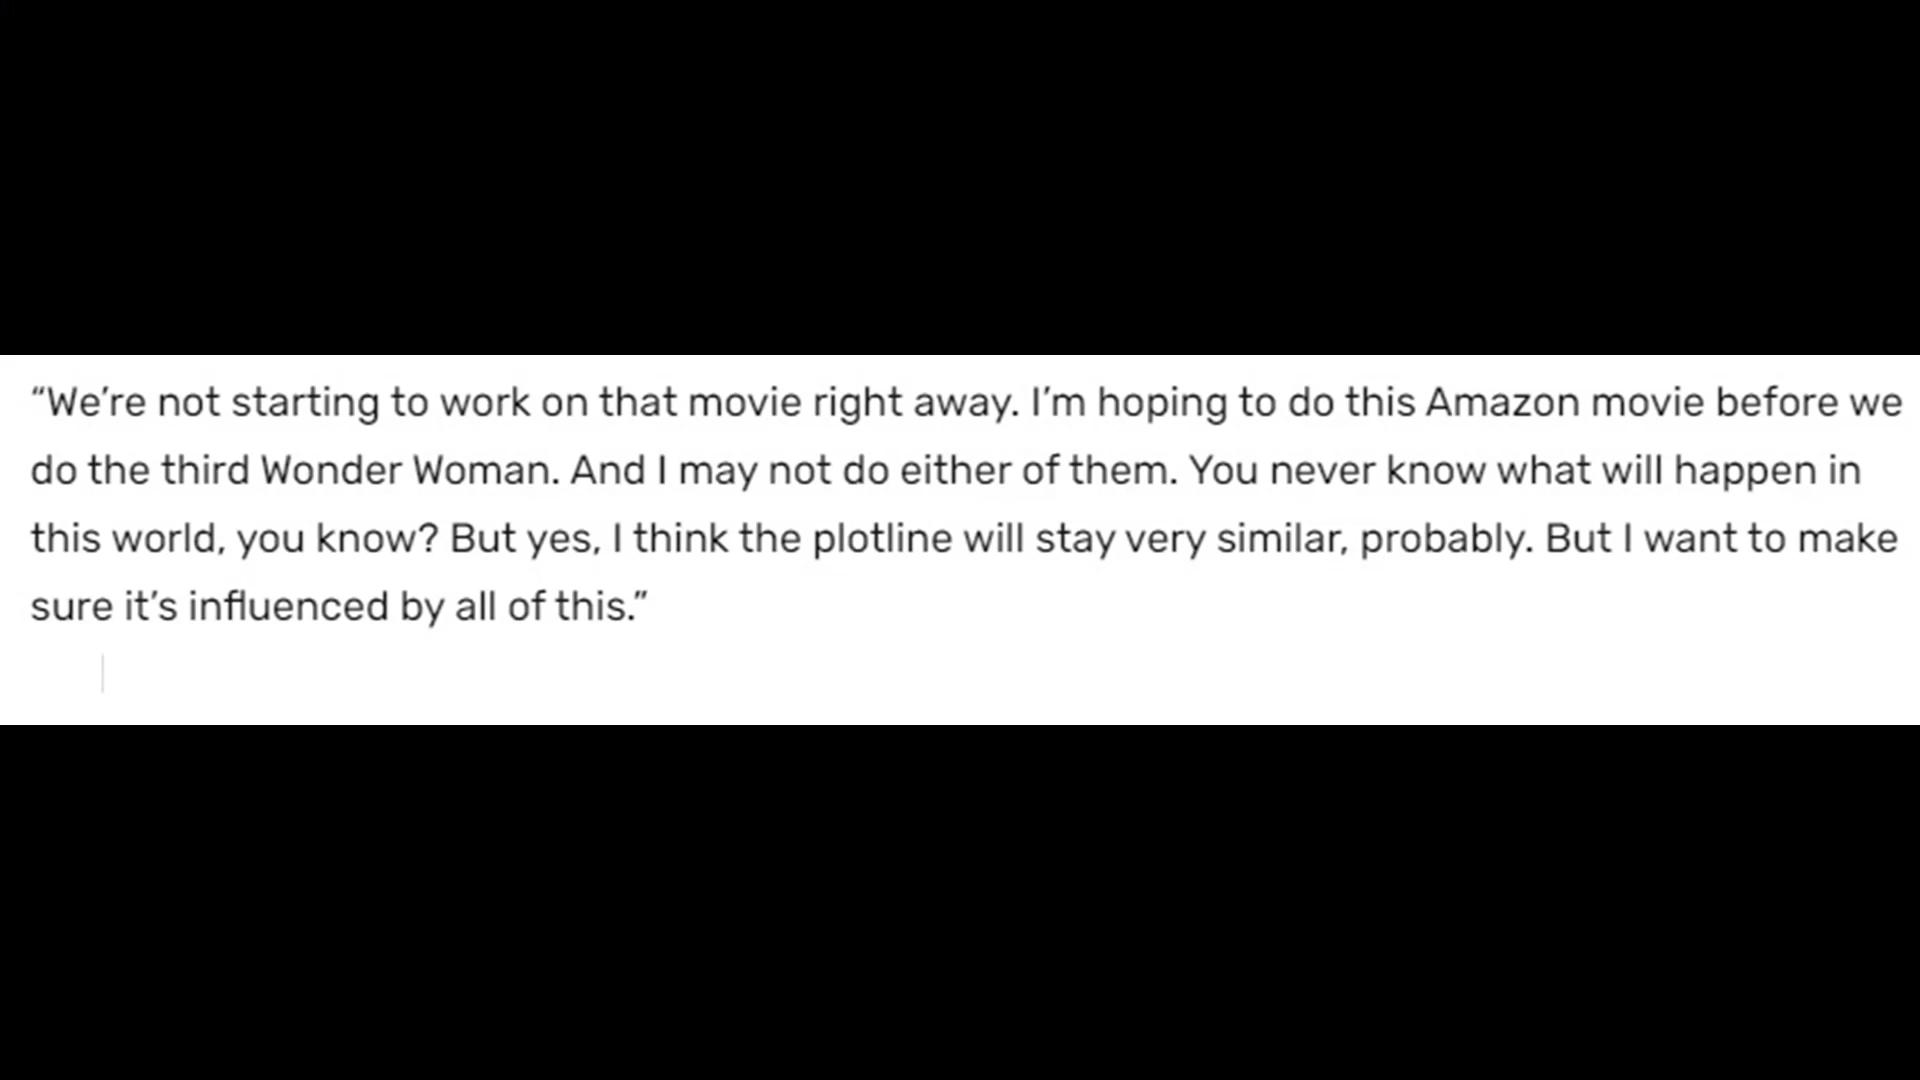 “We’re not starting to work on that movie right away. I’m hoping to do this Amazon movie before we
do the third Wonder Woman. And I may not do either of them. You never know what will happen in
this world, you know? But yes, I think the plotline will stay very similar, probably. But I want to make
sure it’s influenced by all of this.”